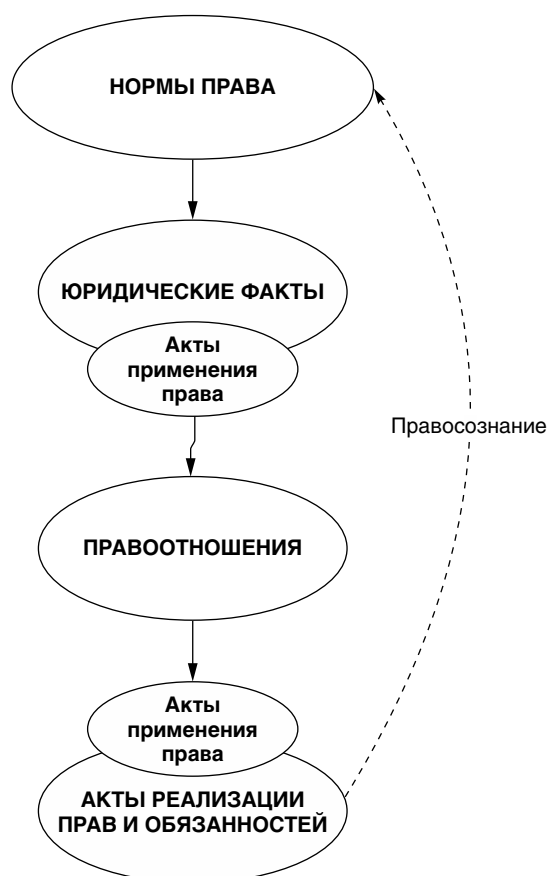 НОРМЫ ПРАВА
ЮРИДИЧЕСКИЕ ФАКТЫ
Акты
применения
права
Правосознание
ПРАВООТНОШЕНИЯ
Акты
применения
права
АКТЫ РЕАЛИЗАЦИИ
ПРАВ И ОБЯЗАННОСТЕЙ